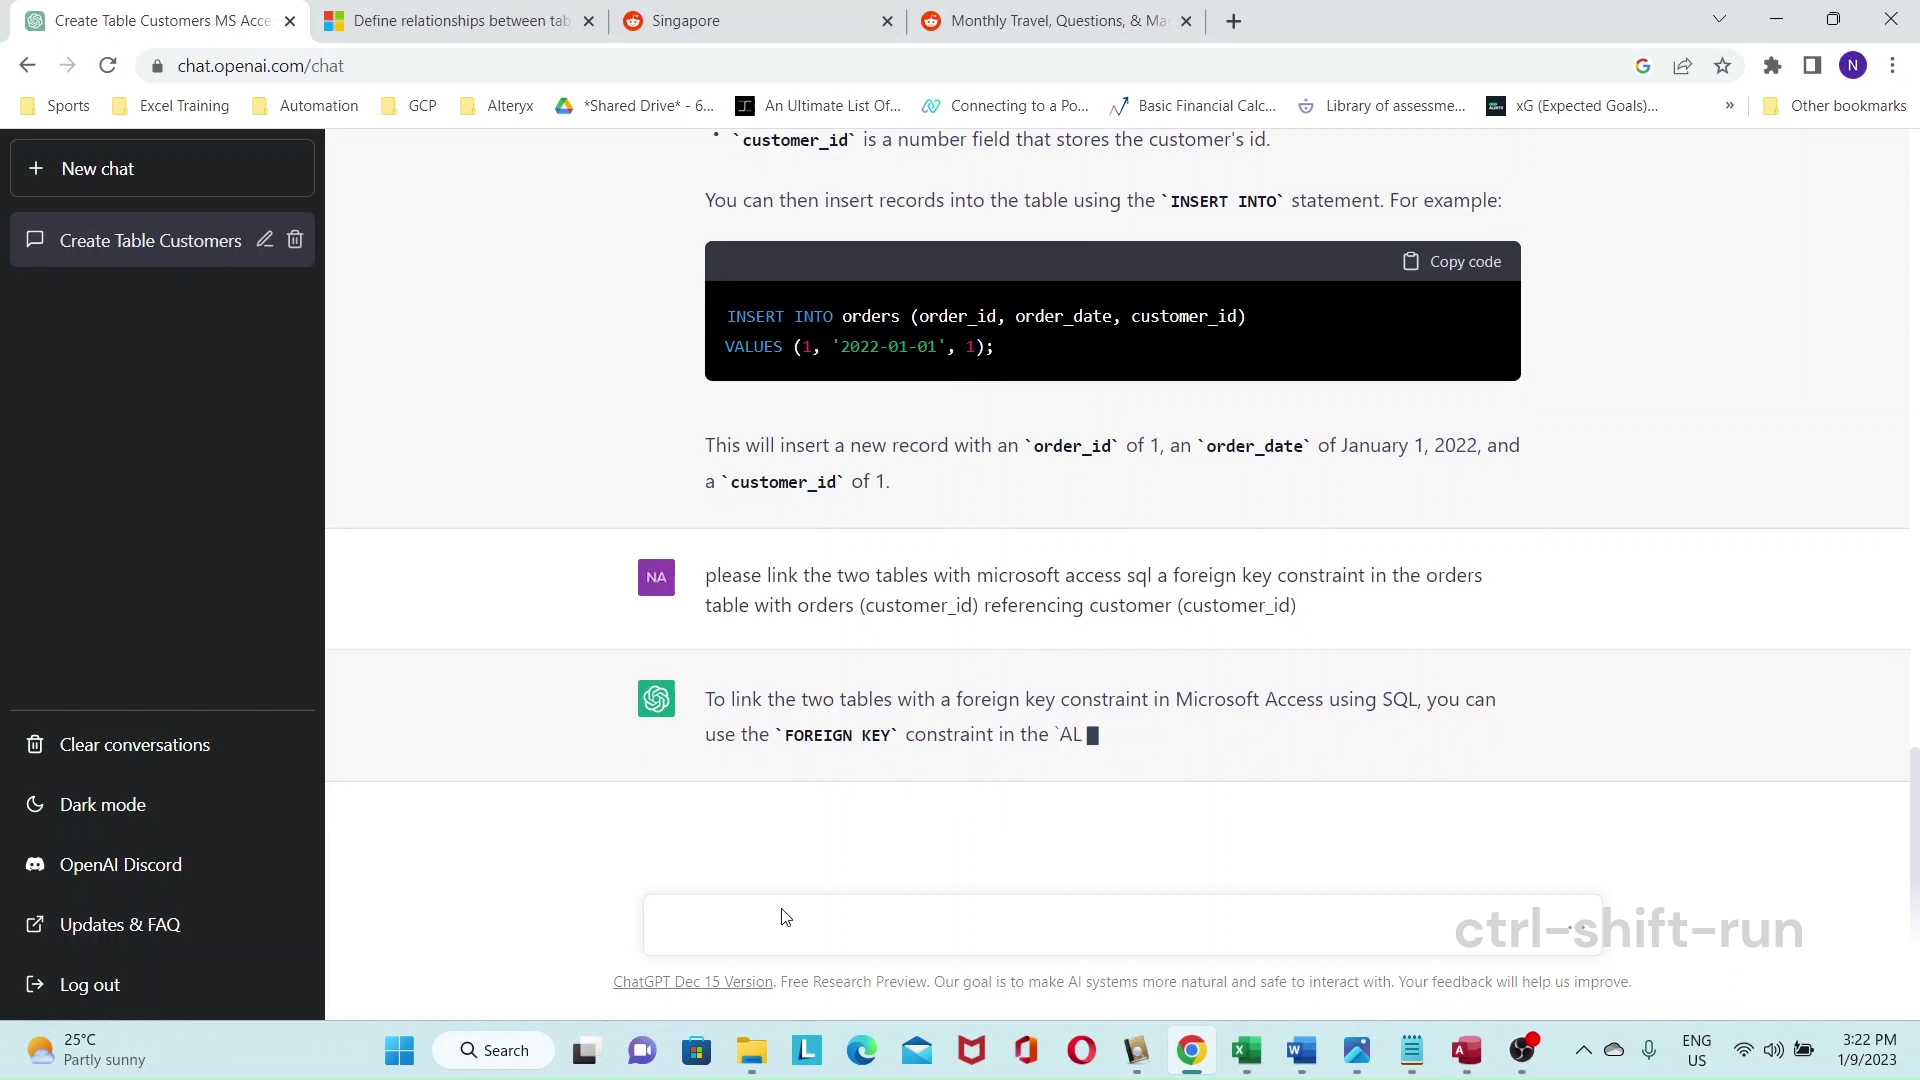 Create Table Customers MS Acce
Define relationships between tab
Singapore
Monthly Travel, Questions, & Ma
chat.openai.com/chat
N
Sports
Excel Training
Automation
GCP
Alteryx
*Shared Drive* - 6...
An Ultimate List Of...
Connecting to a Po...
Basic Financial Calc...
Library of assessme...
xG (Expected Goals)...
»
Other bookmarks
New chat
Create Table Customers
Clear conversations
Dark mode
OpenAI Discord
Updates & FAQ
Log out
• `customer_id` is a number field that stores the customer's id.
You can then insert records into the table using the `INSERT INTO` statement. For example:
Copy code
INSERT INTO orders (order_id, order_date, customer_id)
VALUES (1, '2022-01-01', 1);
This will insert a new record with an `order_id` of 1, an `order_date` of January 1, 2022, and
a `customer_id` of 1.
NA
please link the two tables with microsoft access sql a foreign key constraint in the orders
table with orders (customer_id) referencing customer (customer_id)
To link the two tables with a foreign key constraint in Microsoft Access using SQL, you can
use the `FOREIGN KEY` constraint in the `AL
ctrl-shift-run
ChatGPT Dec 15 Version. Free Research Preview. Our goal is to make AI systems more natural and safe to interact with. Your feedback will help us improve.
25°C
Partly sunny
Search
L
ENG
US
3:22 PM
1/9/2023